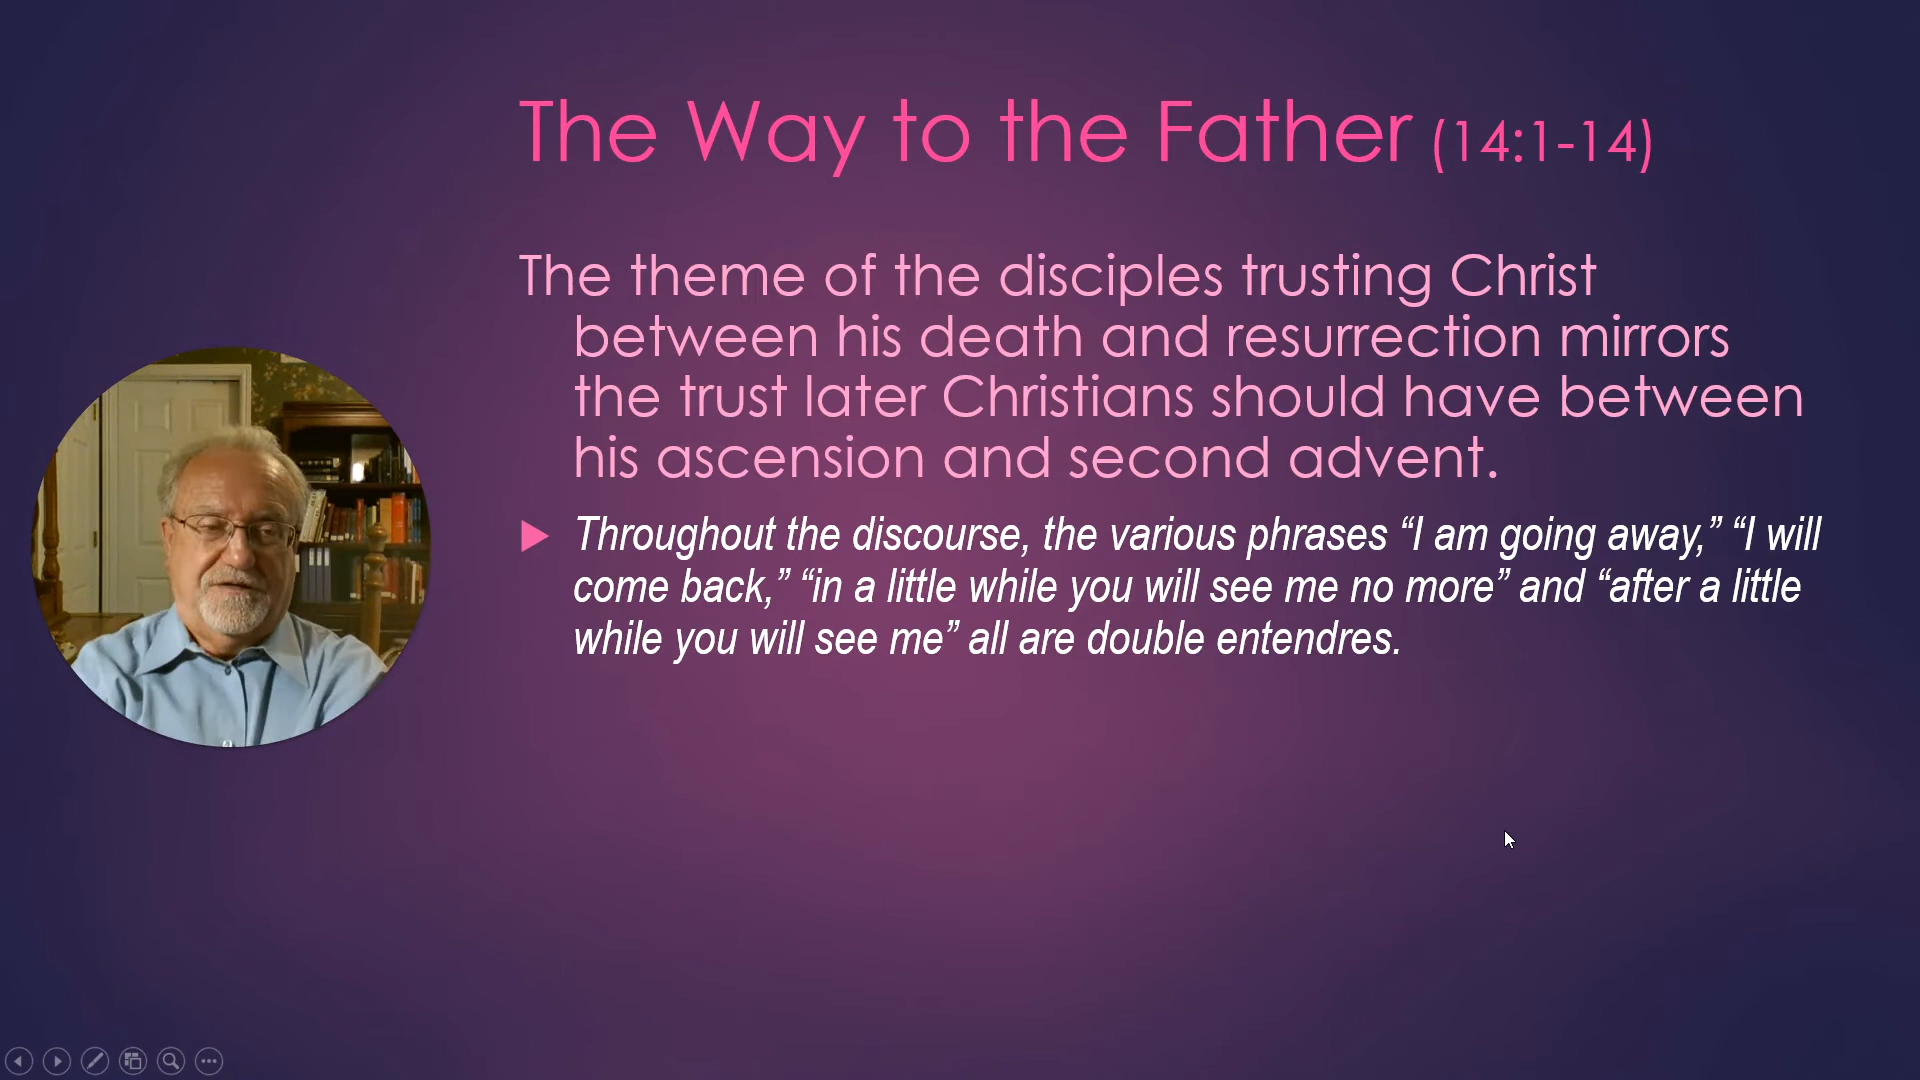 The Way to the Father (14:1-14)
The theme of the disciples trusting Christ
between his death and resurrection mirrors
the trust later Christians should have between
his ascension and second advent.
Throughout the discourse, the various phrases “I am going away,” “I will
come back,” “in a little while you will see me no more” and “after a little
while you will see me” all are double entendres.